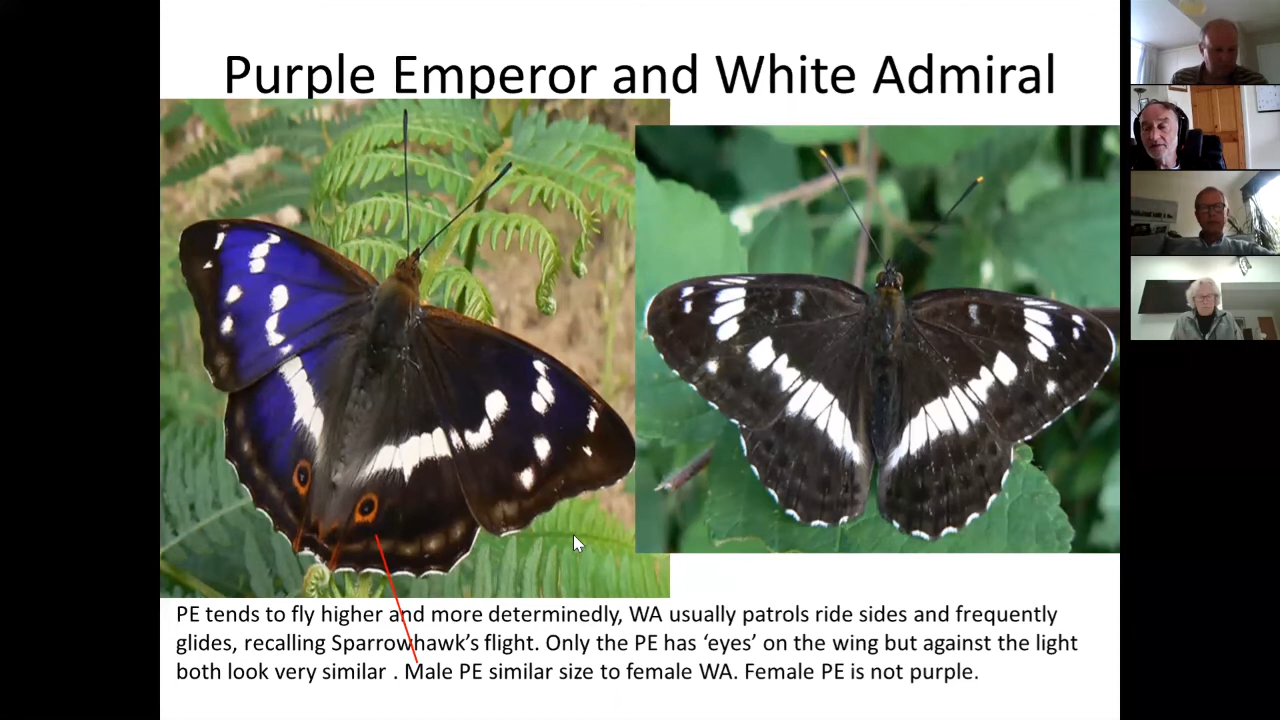 Purple Emperor and White Admiral
PE tends to fly higher and more determinedly, WA usually patrols ride sides and frequently
glides, recalling Sparrowhawk's flight. Only the PE has ‘eyes’ on the wing but against the light
both look very similar . Male PE similar size to female WA. Female PE is not purple.